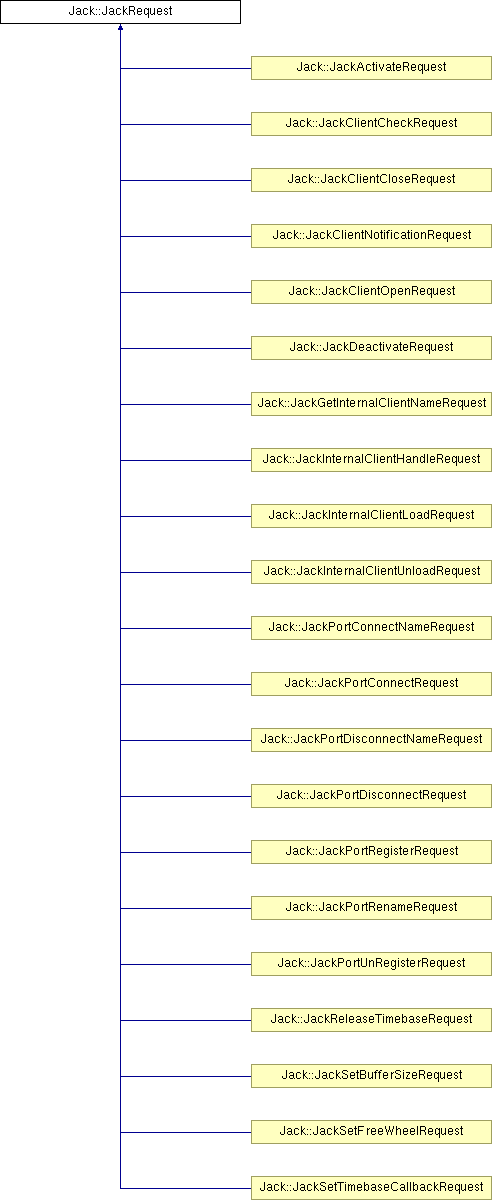 Jack::JackRequest
Jack::JackActivateRequest
Jack::JackClientCheckRequest
Jack::JackClientCloseRequest
Jack::JackClientNotificationRequest
Jack::JackClientOpenRequest
Jack::JackDeactivateRequest
Jack::JackGetInternalClientNameRequest
Jack::JackInternalClientHandleRequest
Jack::JackInternalClientLoadRequest
Jack::JackInternalClientUnloadRequest
Jack::JackPortConnectNameRequest
Jack::JackPortConnectRequest
Jack::JackPortDisconnectNameRequest
Jack::JackPortDisconnectRequest
Jack::JackPortRegisterRequest
Jack::JackPortRenameRequest
Jack::JackPortUnRegisterRequest
Jack::JackReleaseTimebaseRequest
Jack::JackSetBufferSizeRequest
Jack::JackSetFreeWheelRequest
Jack::JackSetTimebaseCallbackRequest